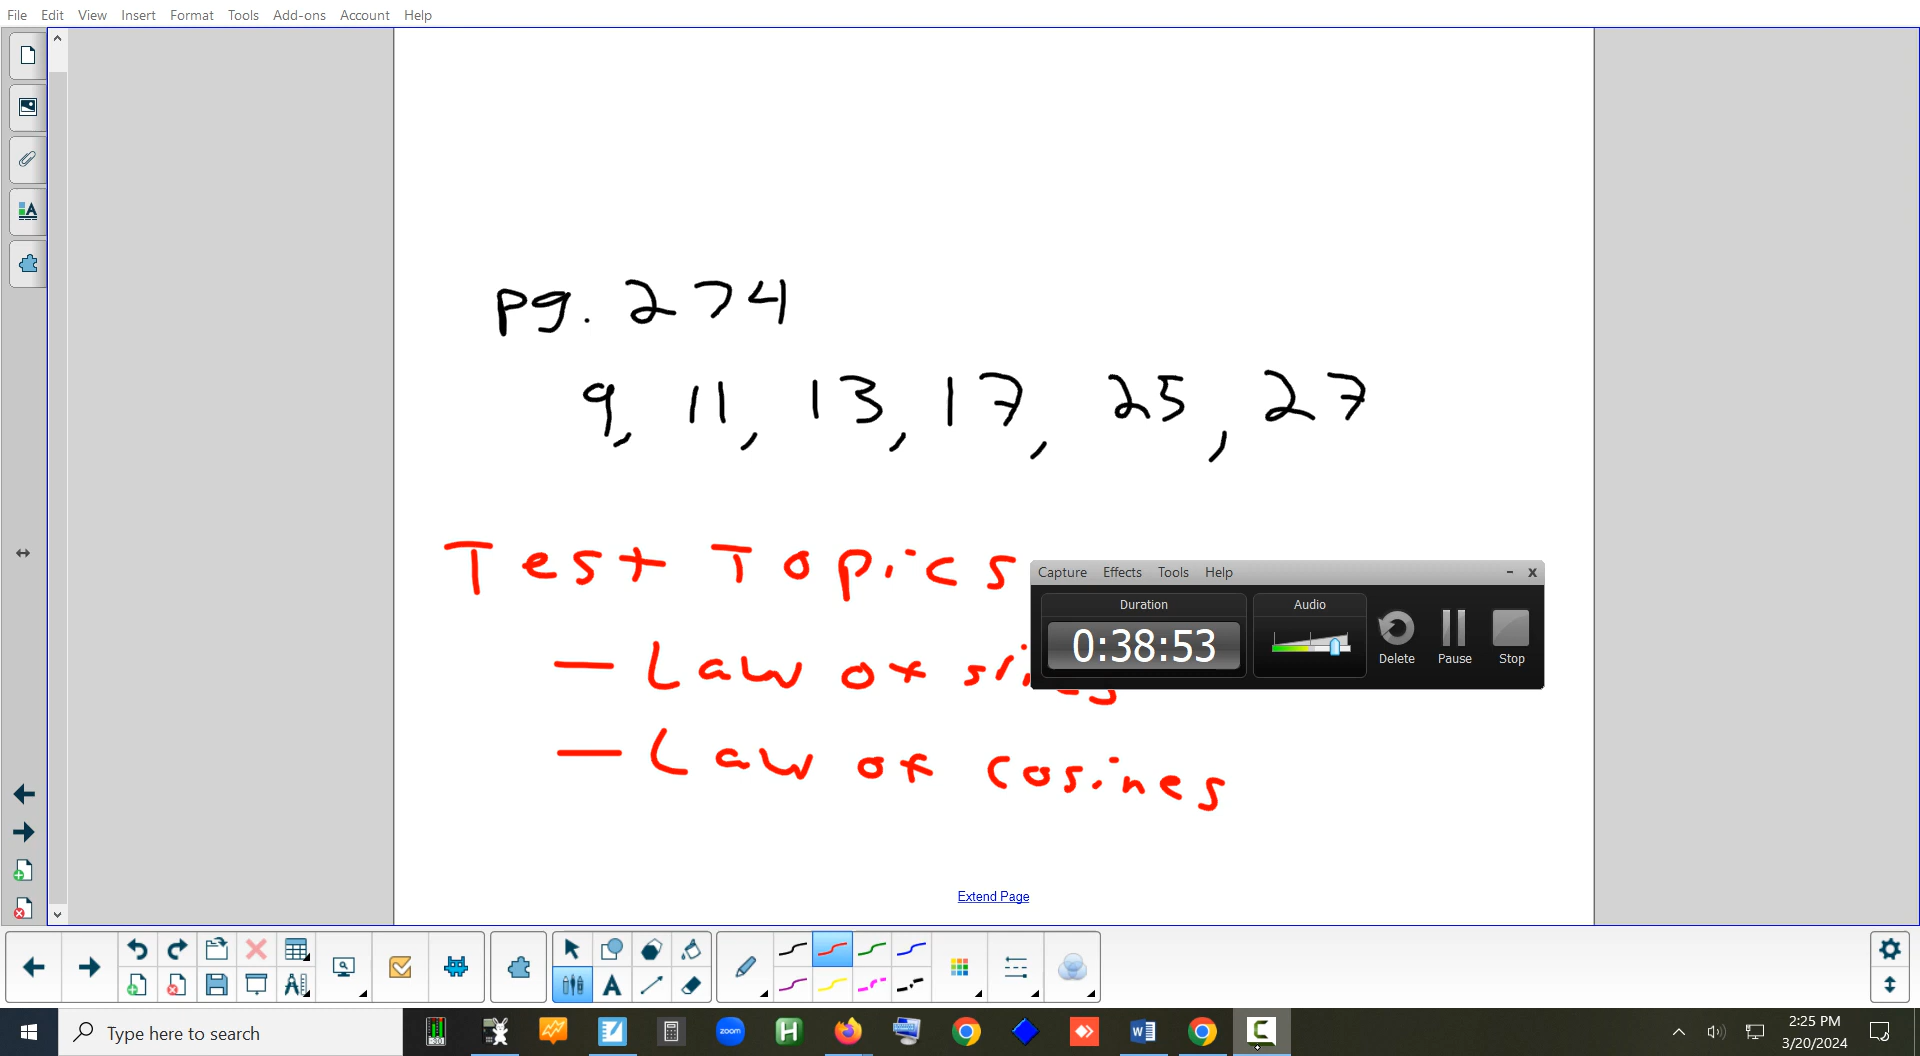 File Edit View Insert Format Tools Add-ons Account Help
pg. 274
9, 11, 13, 17, 25, 27
Test Topics
— Law of sines
— Law of cosines
Extend Page
Capture Effects Tools Help
Duration
0:38:53
Audio
Delete Pause Stop
Type here to search
zoom
2:25 PM
3/20/2024